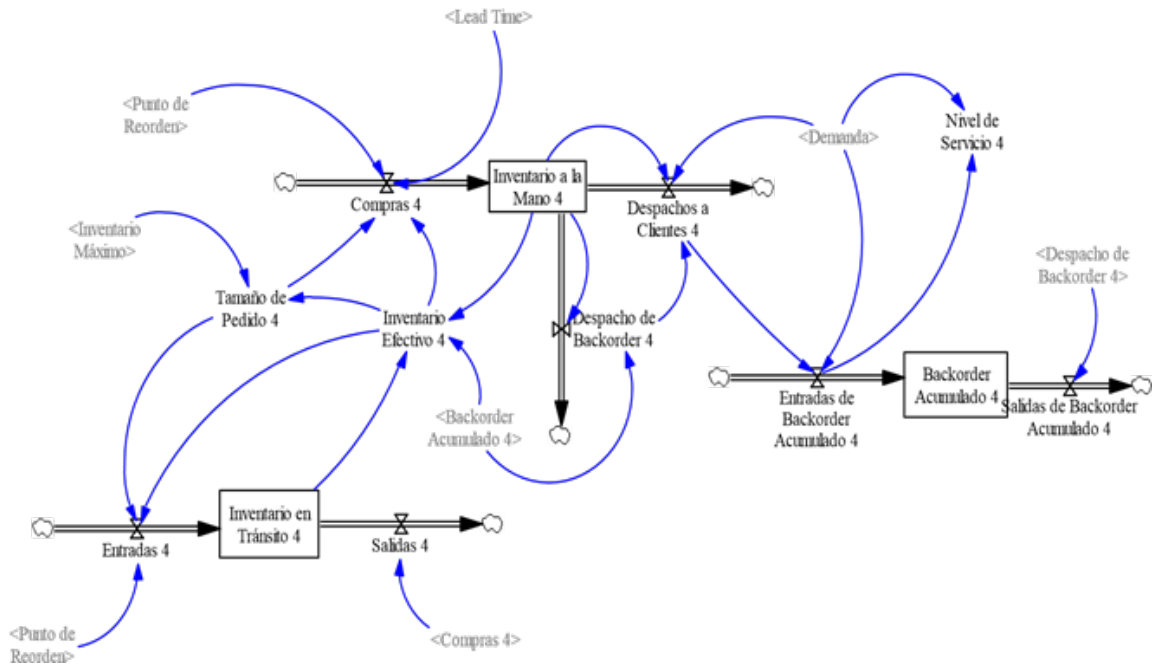 <Lead Time>
<Punto de
Reorden>
<Demanda>
Nivel de
Servicio 4
Inventario a la
Mano 4
Compras 4
Despachos a
Clientes 4
<Inventario
Máximo>
<Despacho de
Backorder 4>
Tamaño de
Pedido 4
Inventario
Efectivo 4
Despacho de
Backorder 4
Backorder
Acumulado 4
Entradas de
Backorder
Acumulado 4
Salidas de Backorder
Acumulado 4
<Backorder
Acumulado 4>
Inventario en
Tránsito 4
Entradas 4
Salidas 4
<Punto de
Reorden>
<Compras 4>